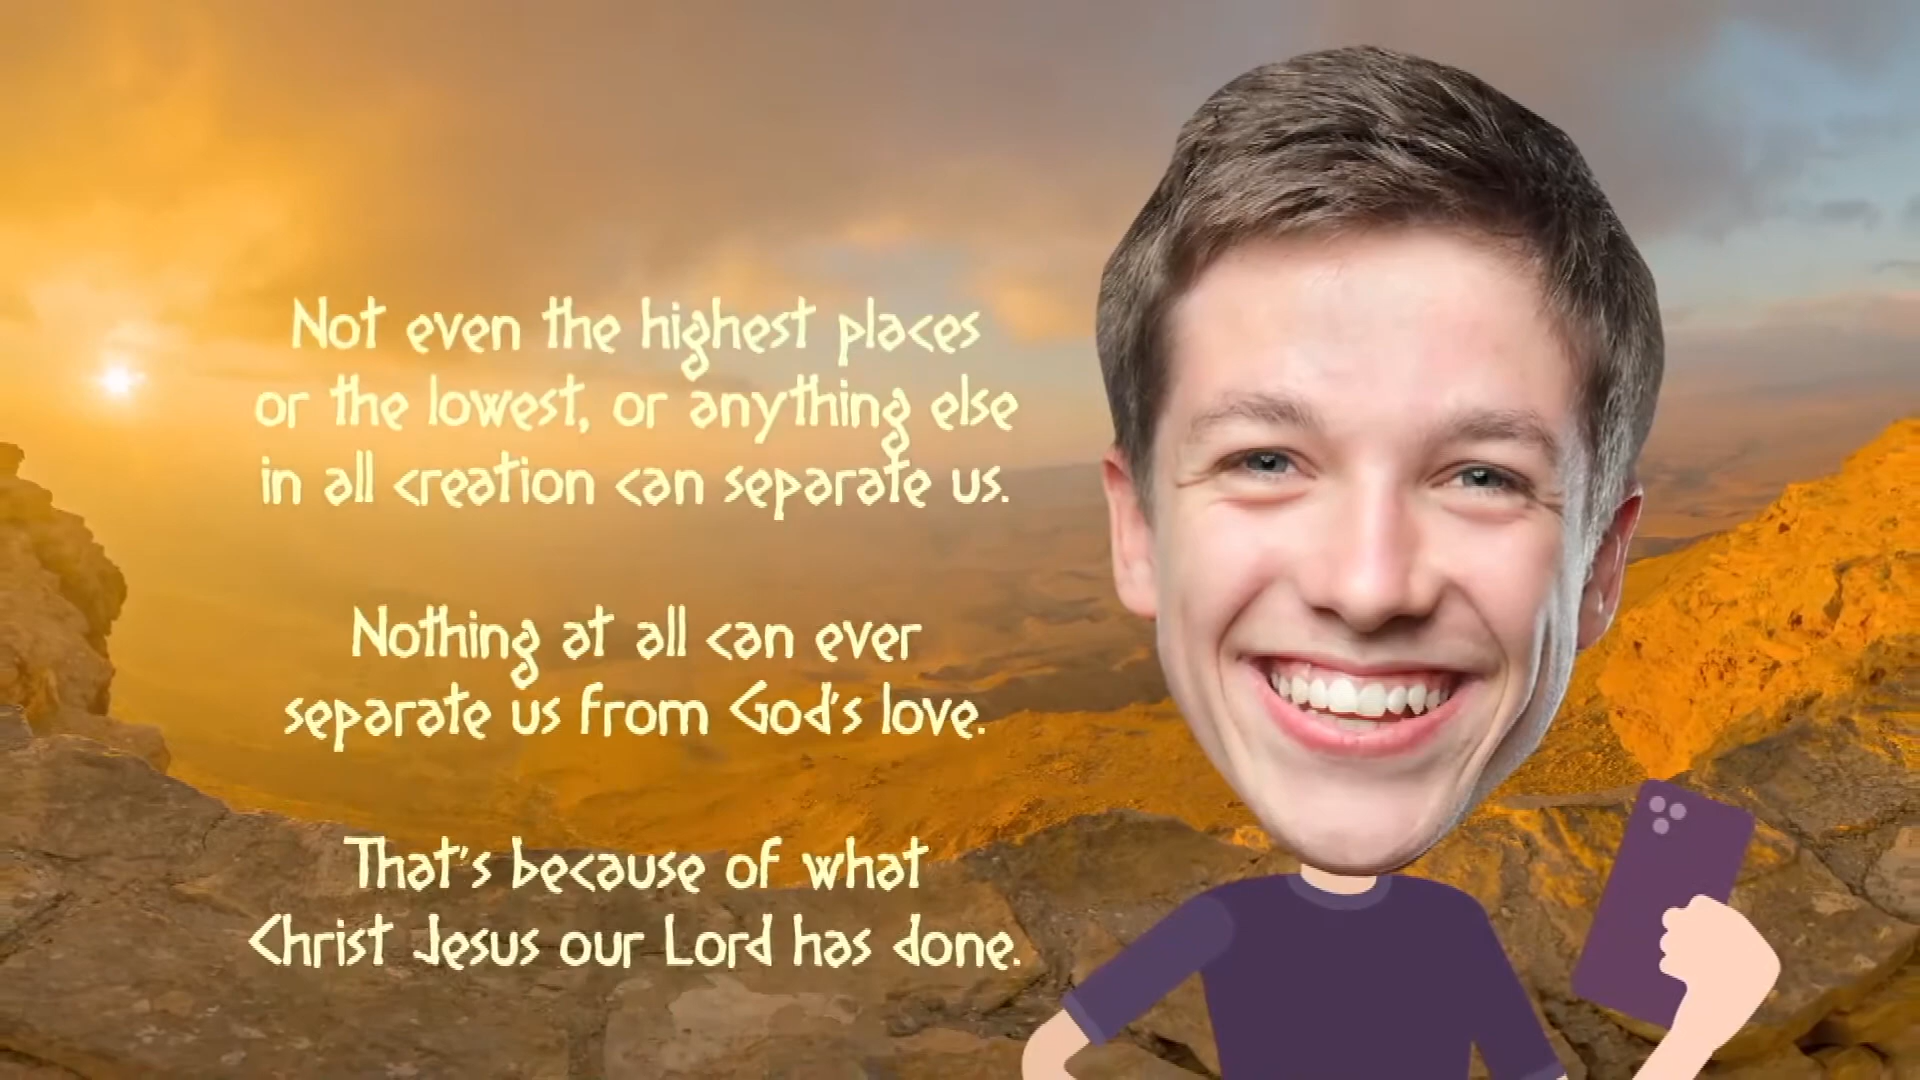 Not even the highest places
or the lowest, or anything else
in all creation can separate us.
Nothing at all can ever
separate us from God's love.
That's because of what
Christ Jesus our Lord has done.